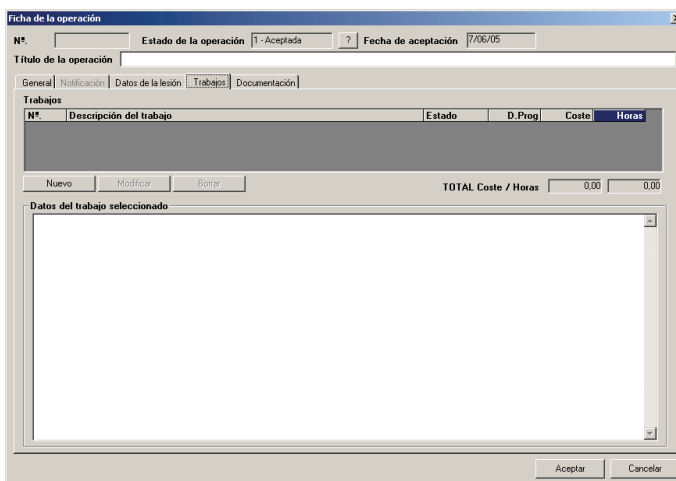 Ficha de la operación
Nº. Estado de la operación 1 - Aceptada ? Fecha de aceptación 7/06/05
Título de la operación
General Notificación Datos de la lesión Trabajos Documentación
Trabajos
Nº. Descripción del trabajo Estado D.Prog Coste Horas
Nuevo Modificar Borrar TOTAL Coste / Horas 0,00 0,00
Datos del trabajo seleccionado
Aceptar Cancelar